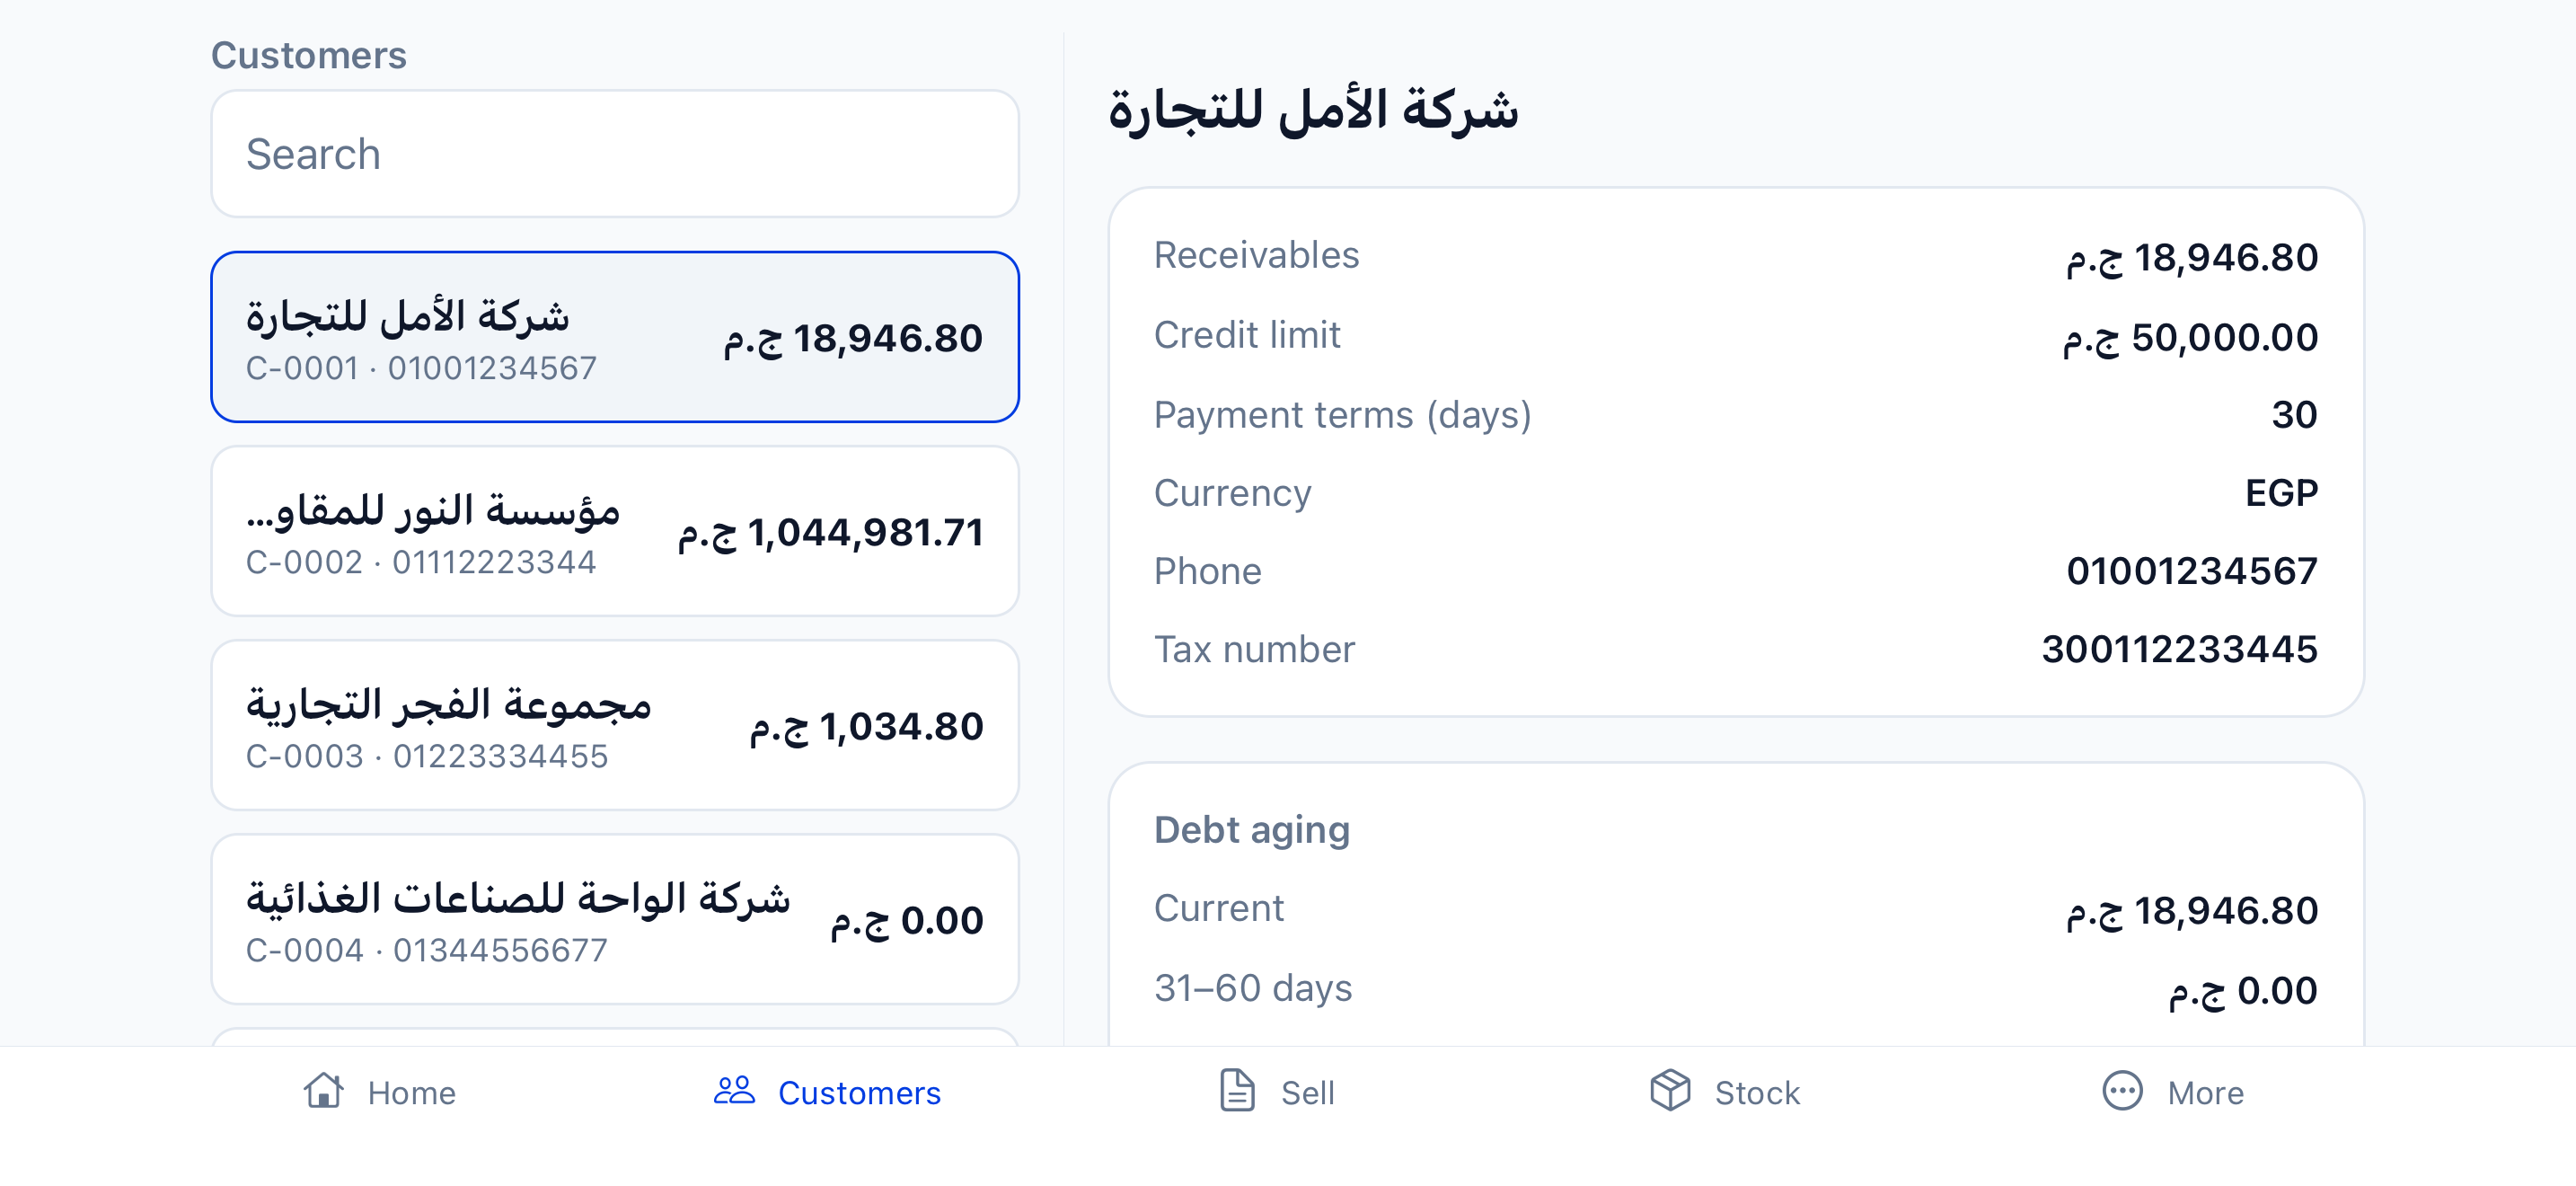 Customers
Search
شركة الأمل للتجارة
18,946.80 ج.م
C-0001 · 01001234567
مؤسسة النور للمقاو...
1,044,981.71 ج.م
C-0002 · 01112223344
مجموعة الفجر التجارية
1,034.80 ج.م
C-0003 · 01223334455
شركة الواحة للصناعات الغذائية
0.00 ج.م
C-0004 · 01344556677
شركة الأمل للتجارة
Receivables 18,946.80 ج.م
Credit limit 50,000.00 ج.م
Payment terms (days) 30
Currency EGP
Phone 01001234567
Tax number 300112233445
Debt aging
Current 18,946.80 ج.م
31–60 days 0.00 ج.م
Home Customers Sell Stock More